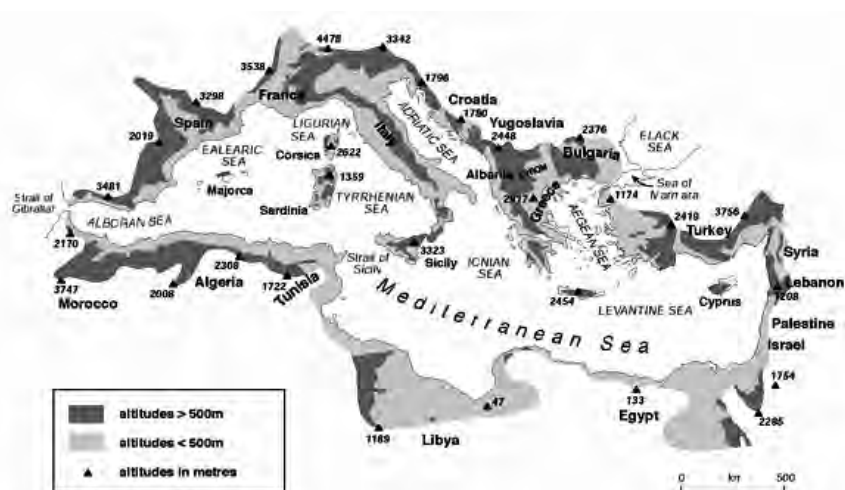 4478
3342
3538
1796
3298
France
Croatia
1750
Yugoslavia
2019
Spain
LIGURIAN
SEA
ADRIATIC SEA
2448
2376
ELACK
SEA
EALEARIC
SEA
Corsica
2622
Italy
Albania
FYROM
Bulgaria
Majorca
1359
Sea of
Marmara
Strait of
Gibraltar
3481
Sardinia
TYRRHENIAN
SEA
2917
Greece
AEGEAN SEA
1174
ALBORAN SEA
2419
3756
Turkey
2170
Strait of
Sicily
3323
Sicily
IONIAN
SEA
Syria
3747
Morocco
2608
Algeria
2308
1722
Tunisia
2454
Cyprus
Lebanon
1208
LEVANTINE SEA
Mediterranean Sea
Palestine
Israel
altitudes > 500m
altitudes < 500m
altitudes in metres
1189
47
Libya
133
Egypt
1754
2285
0 km 500